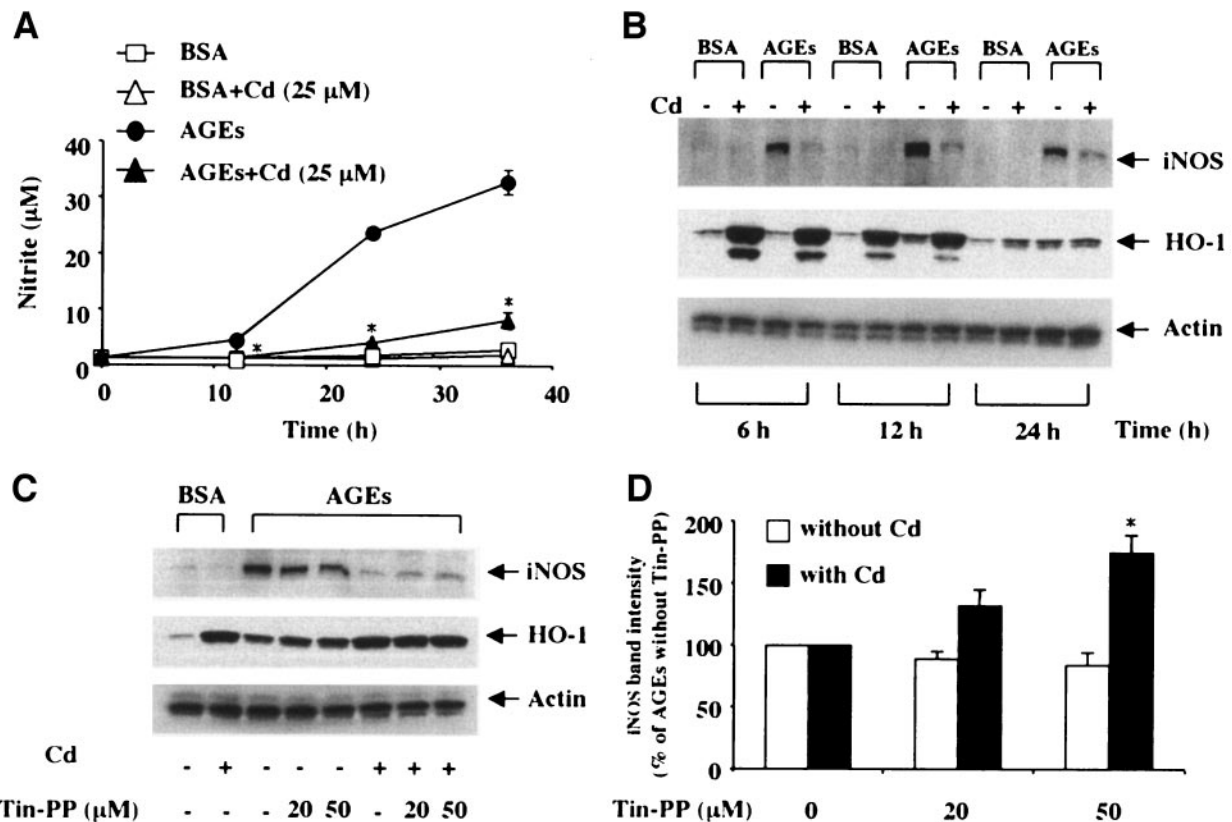 A
BSA
BSA+Cd (25 μM)
AGEs
AGEs+Cd (25 μM)
40
30
20
10
0
Nitrite (μM)
*
*
*
0 10 20 30 40
Time (h)
B
BSA AGEs BSA AGEs BSA AGEs
Cd - + - + - + - + - + - +
iNOS
HO-1
Actin
6 h 12 h 24 h Time (h)
C
BSA AGEs
iNOS
HO-1
Actin
Cd - + - - - + + +
Tin-PP (μM) - - - 20 50 - 20 50
D
iNOS band intensity
(% of AGEs without Tin-PP)
200
150
100
50
0
without Cd
with Cd
*
Tin-PP (μM) 0 20 50